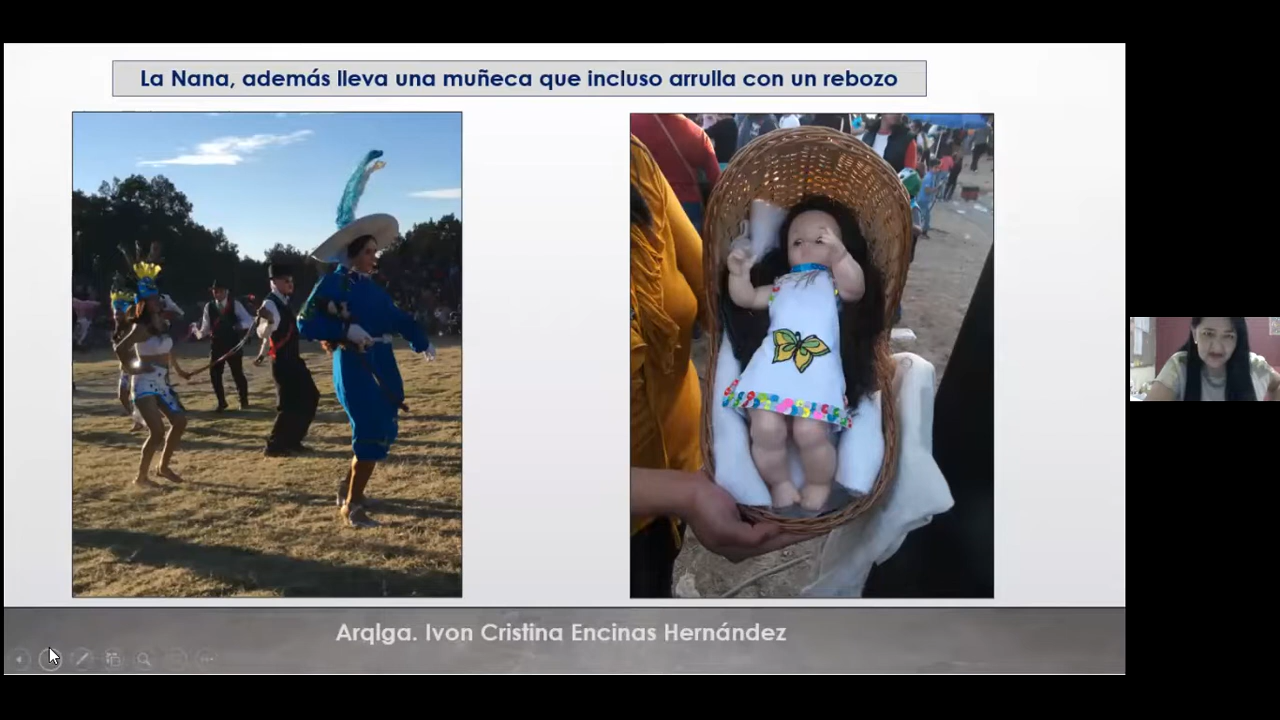 La Nana, además lleva una muñeca que incluso arrulla con un rebozo
Arqlga. Ivon Cristina Encinas Hernández